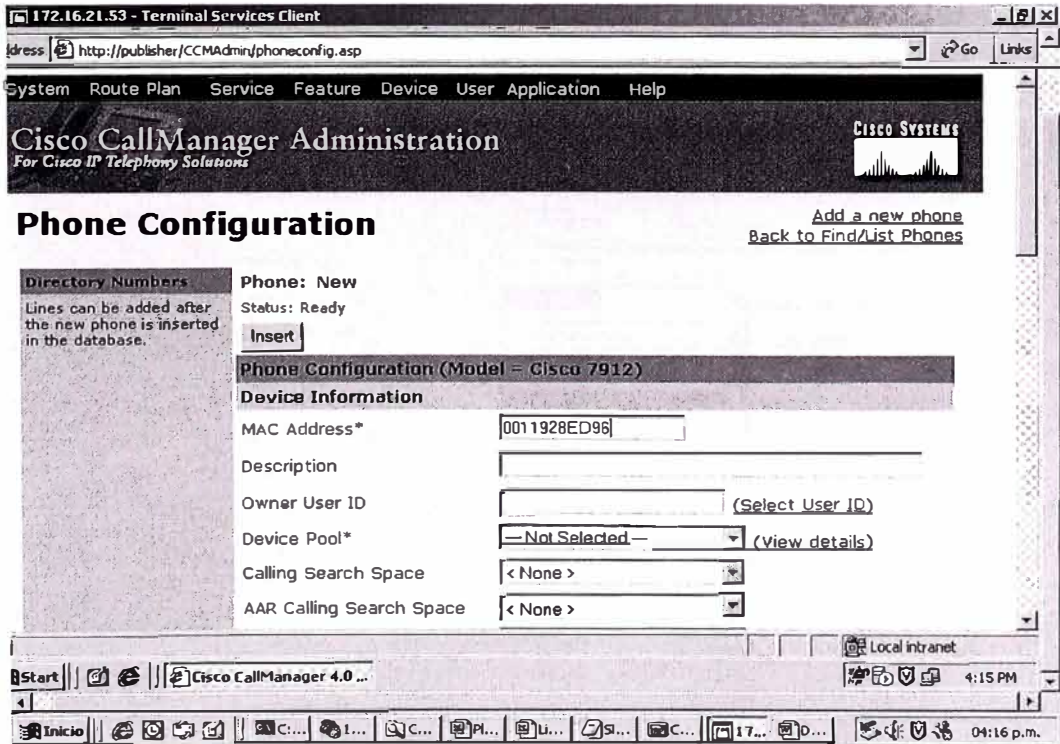 172.16.21.53 - Terminal Services Client
dress http://publisher/CCMAdmin/phoneconfig.asp Go Links
System Route Plan Service Feature Device User Application Help
Cisco CallManager Administration
For Cisco IP Telephony Solutions
CISCO SYSTEMS
Phone Configuration
Add a new phone
Back to Find/List Phones
Directory Numbers
Lines can be added after
the new phone is inserted
in the database.
Phone: New
Status: Ready
Insert
Phone Configuration (Model = Cisco 7912)
Device Information
MAC Address* 0011928ED96
Description
Owner User ID (Select User ID)
Device Pool* — Not Selected — (View details)
Calling Search Space < None >
AAR Calling Search Space < None >
Local intranet
Start Cisco CallManager 4.0 ... 4:15 PM
Inicio C:... 1... C... Pl... Li... C... 17... D... 04:16 p.m.